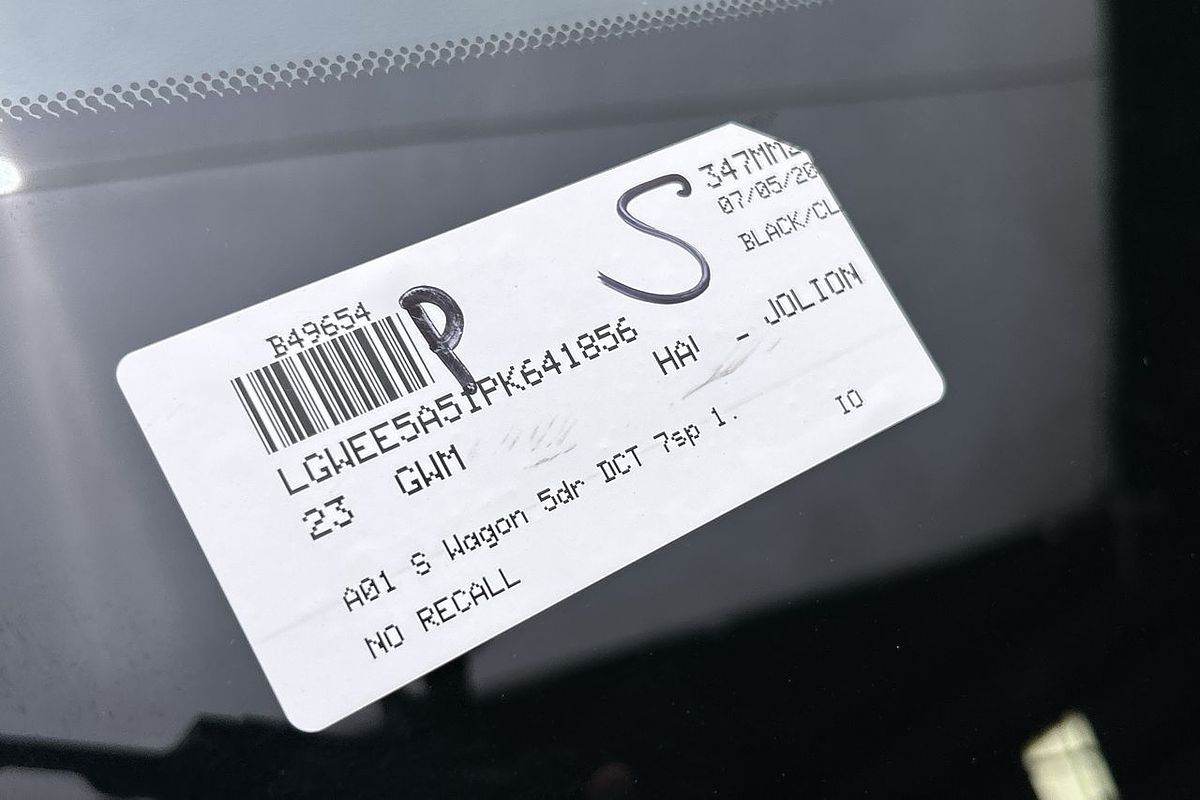 347MM
07/05/20
BLACK/CL
S
B49654
P
LGWEE5A51PK641856
HA - JOLION
23 GWM
A01 S Wagon 5dr DCT 7sp 1.
IO
NO RECALL